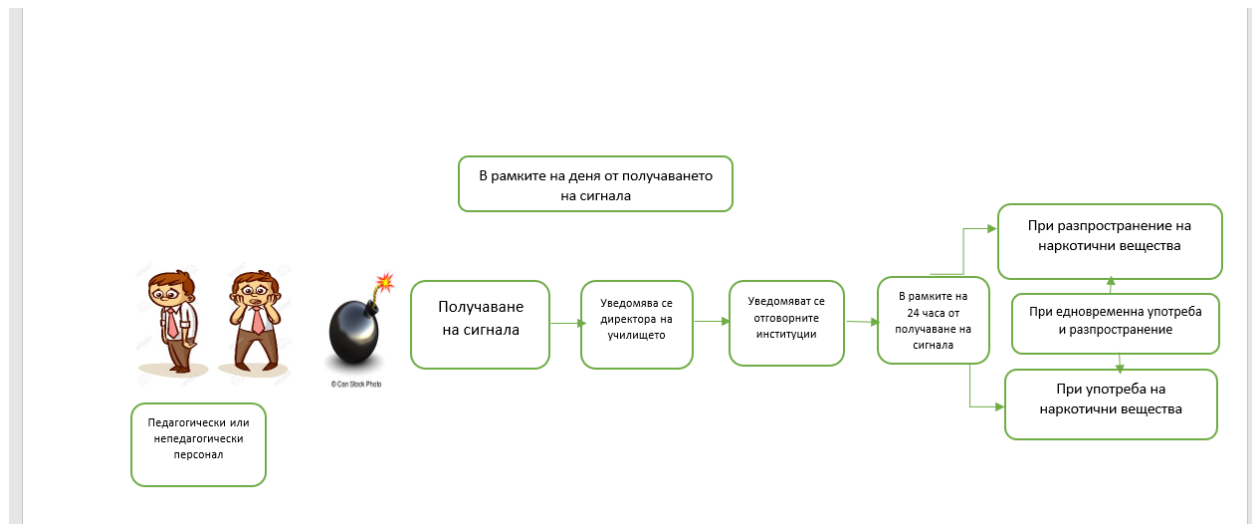 В рамките на деня от получаването
на сигнала
Получаване
на сигнала
Уведомява се
директора на
училището
Уведомяват се
отговорните
институции
В рамките на
24 часа от
получаване на
сигнала
При разпространение на
наркотични вещества
При едновременна употреба
и разпространение
При употреба на
наркотични вещества
© Can Stock Photo
Педагогически или
непедагогически
персонал